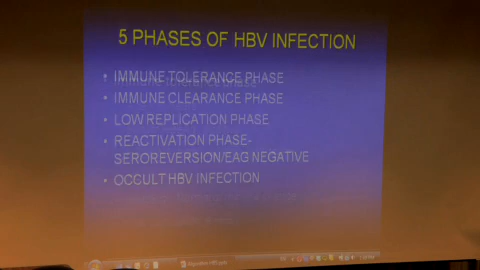 5 PHASES OF HBV INFECTION
• IMMUNE TOLERANCE PHASE
• IMMUNE CLEARANCE PHASE
• LOW REPLICATION PHASE
• REACTIVATION PHASE-
SEROREVERSION/EAG NEGATIVE
• OCCULT HBV INFECTION